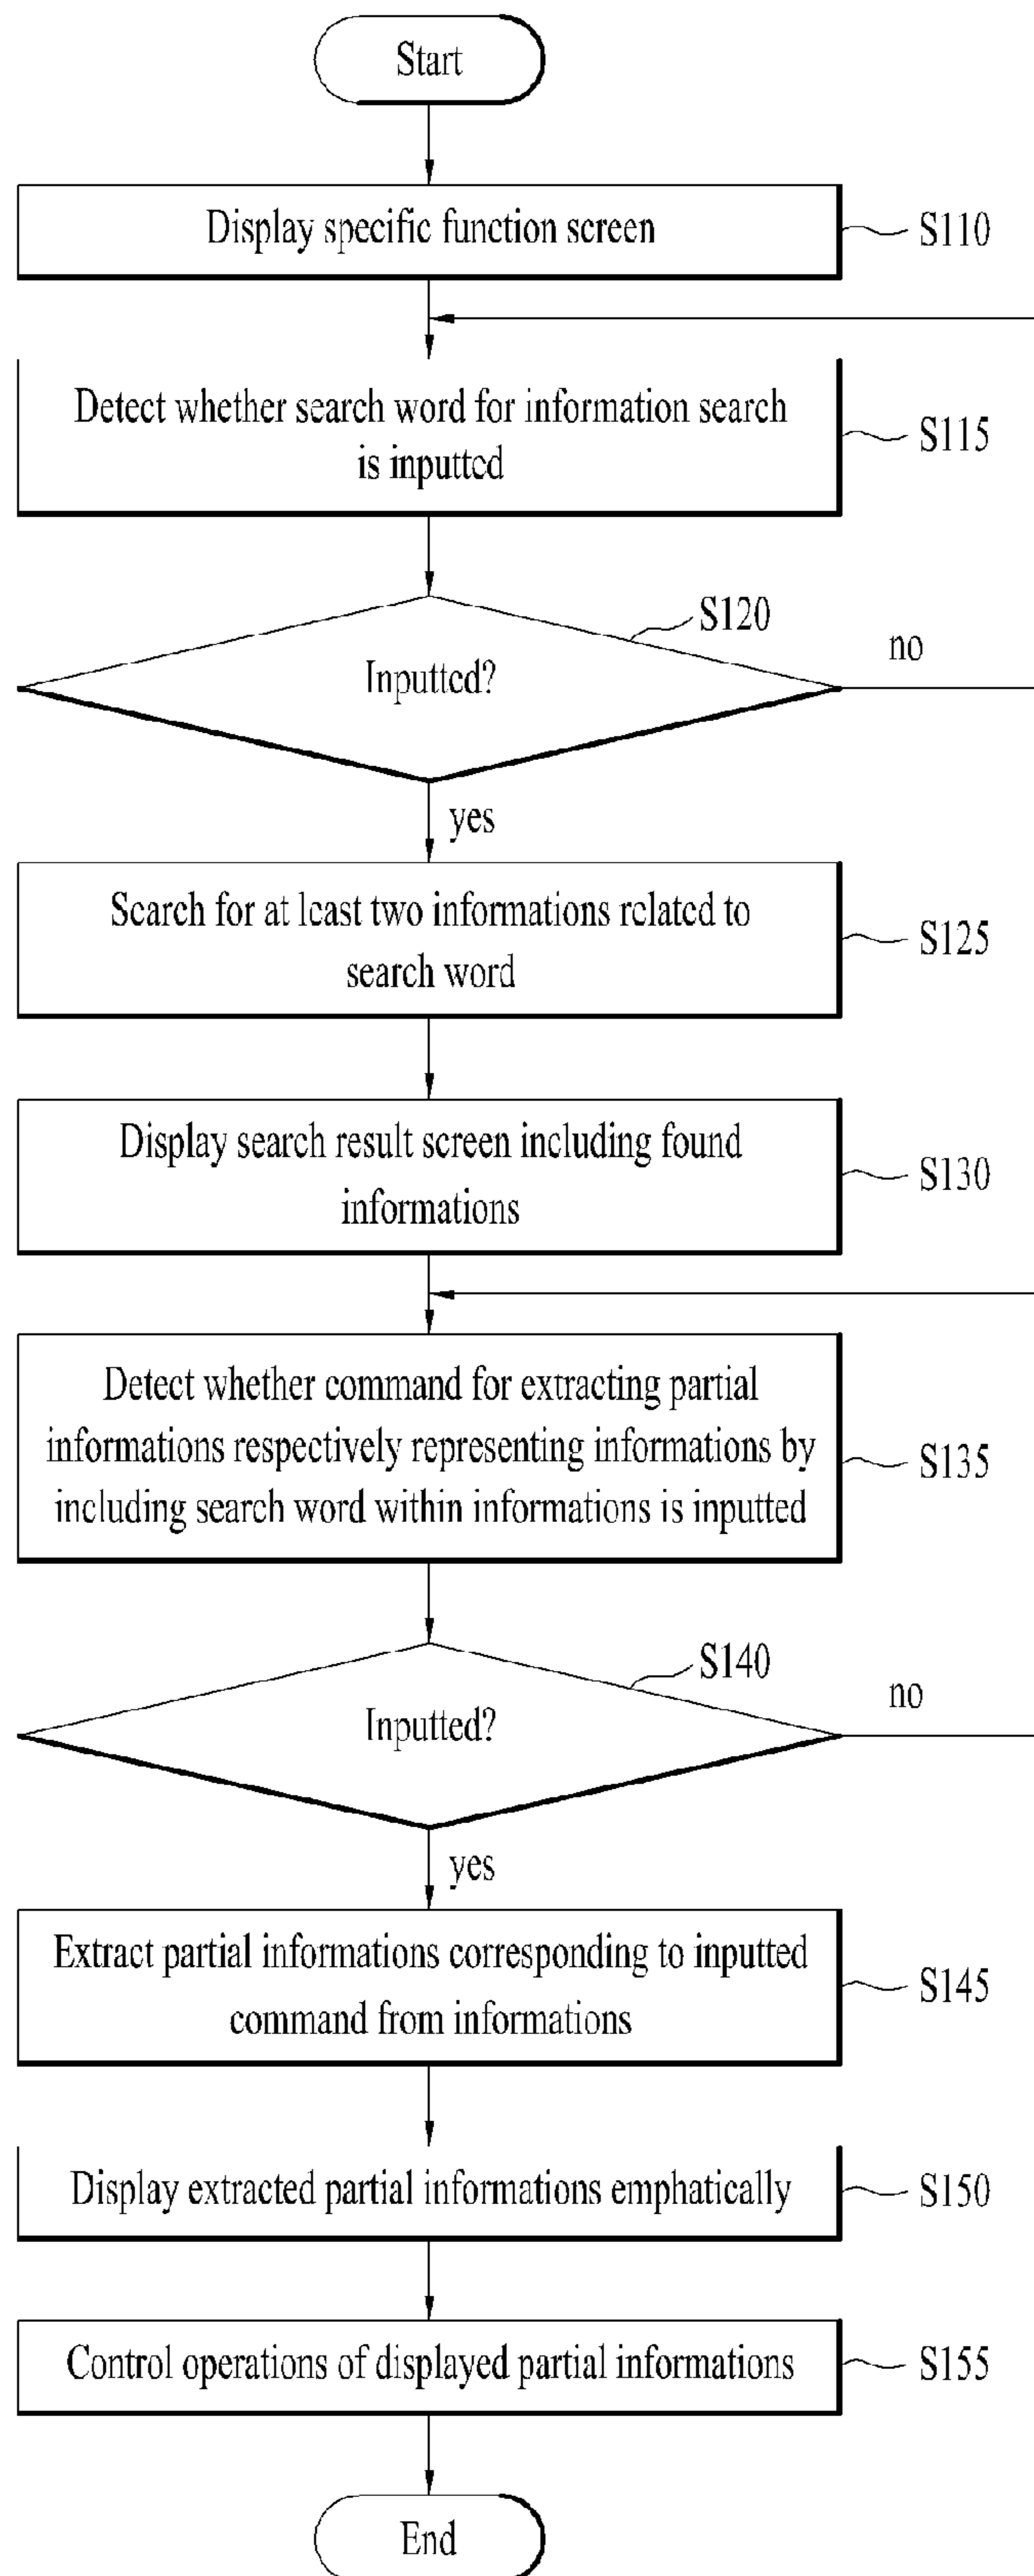 Start
Display specific function screen
S110
Detect whether search word for information search
is inputted
S115
S120
Inputted?
no
yes
Search for at least two informations related to
search word
S125
Display search result screen including found
informations
S130
Detect whether command for extracting partial
informations respectively representing informations by
including search word within informations is inputted
S135
S140
Inputted?
no
yes
Extract partial informations corresponding to inputted
command from informations
S145
Display extracted partial informations emphatically
S150
Control operations of displayed partial informations
S155
End